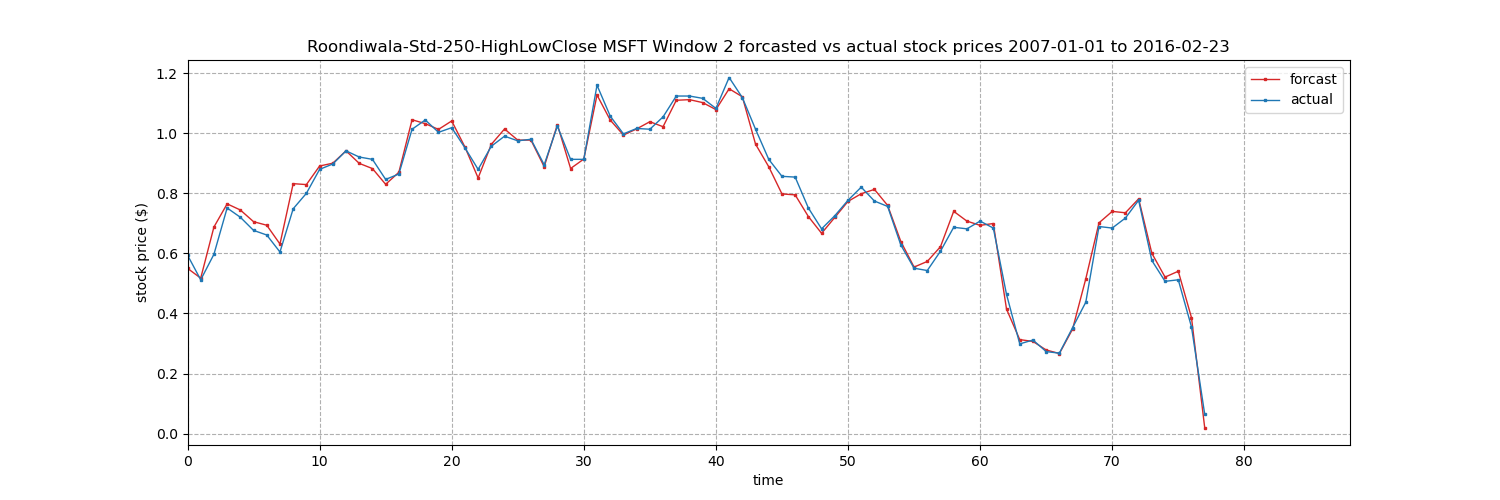 Roondiwala-Std-250-HighLowClose MSFT Window 2 forcasted vs actual stock prices 2007-01-01 to 2016-02-23
forcast
actual
stock price ($)
1.2
1.0
0.8
0.6
0.4
0.2
0.0
0 10 20 30 40 50 60 70 80
time